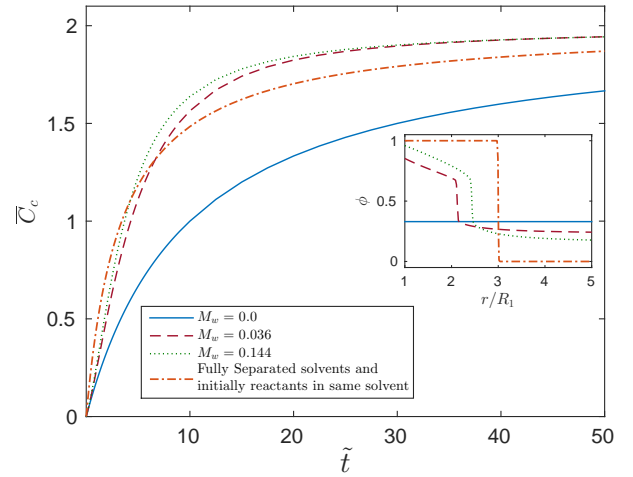 2
1.5
1
0.5
0
C̅_c
10
20
30
40
50
t̃
M_w = 0.0
M_w = 0.036
M_w = 0.144
Fully Separated solvents and
initially reactants in same solvent
1
0.5
0
ϕ
1
2
3
4
5
r/R_1